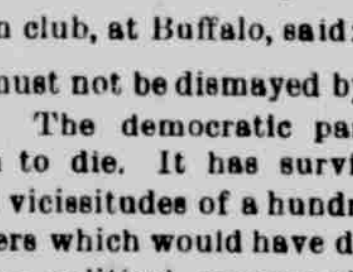 club, at Buffalo, said:
must not be dismayed by
The democratic pa
to die. It has survi
vicissitudes of a hundr
ers which would have d